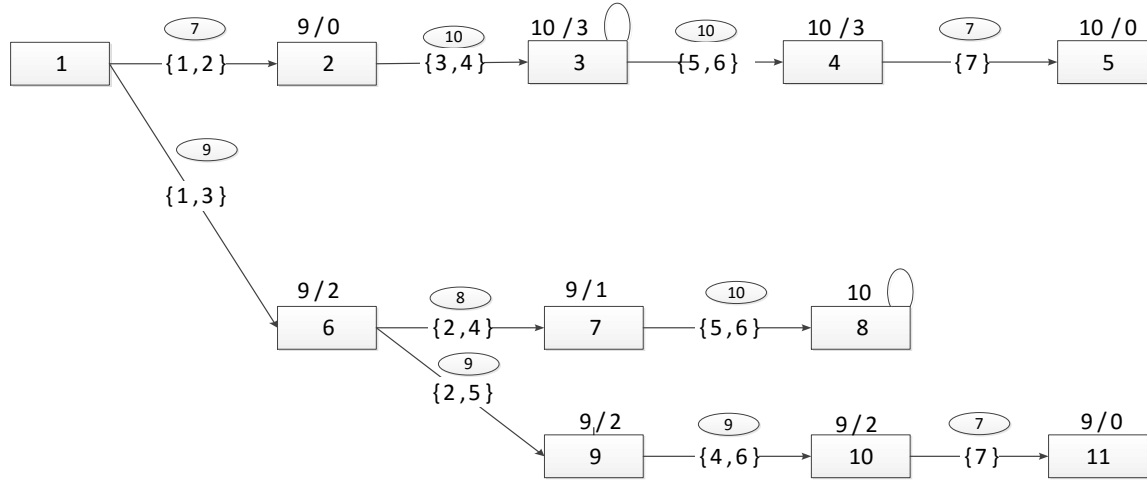 7 9/0 10 10/3 10 10/3 7 10/0
1 {1,2} 2 {3,4} 3 {5,6} 4 {7} 5
9
{1,3}
9/2 8 9/1 10 10
6 {2,4} 7 {5,6} 8
9
{2,5}
9/2 9 9/2 7 9/0
9 {4,6} 10 {7} 11